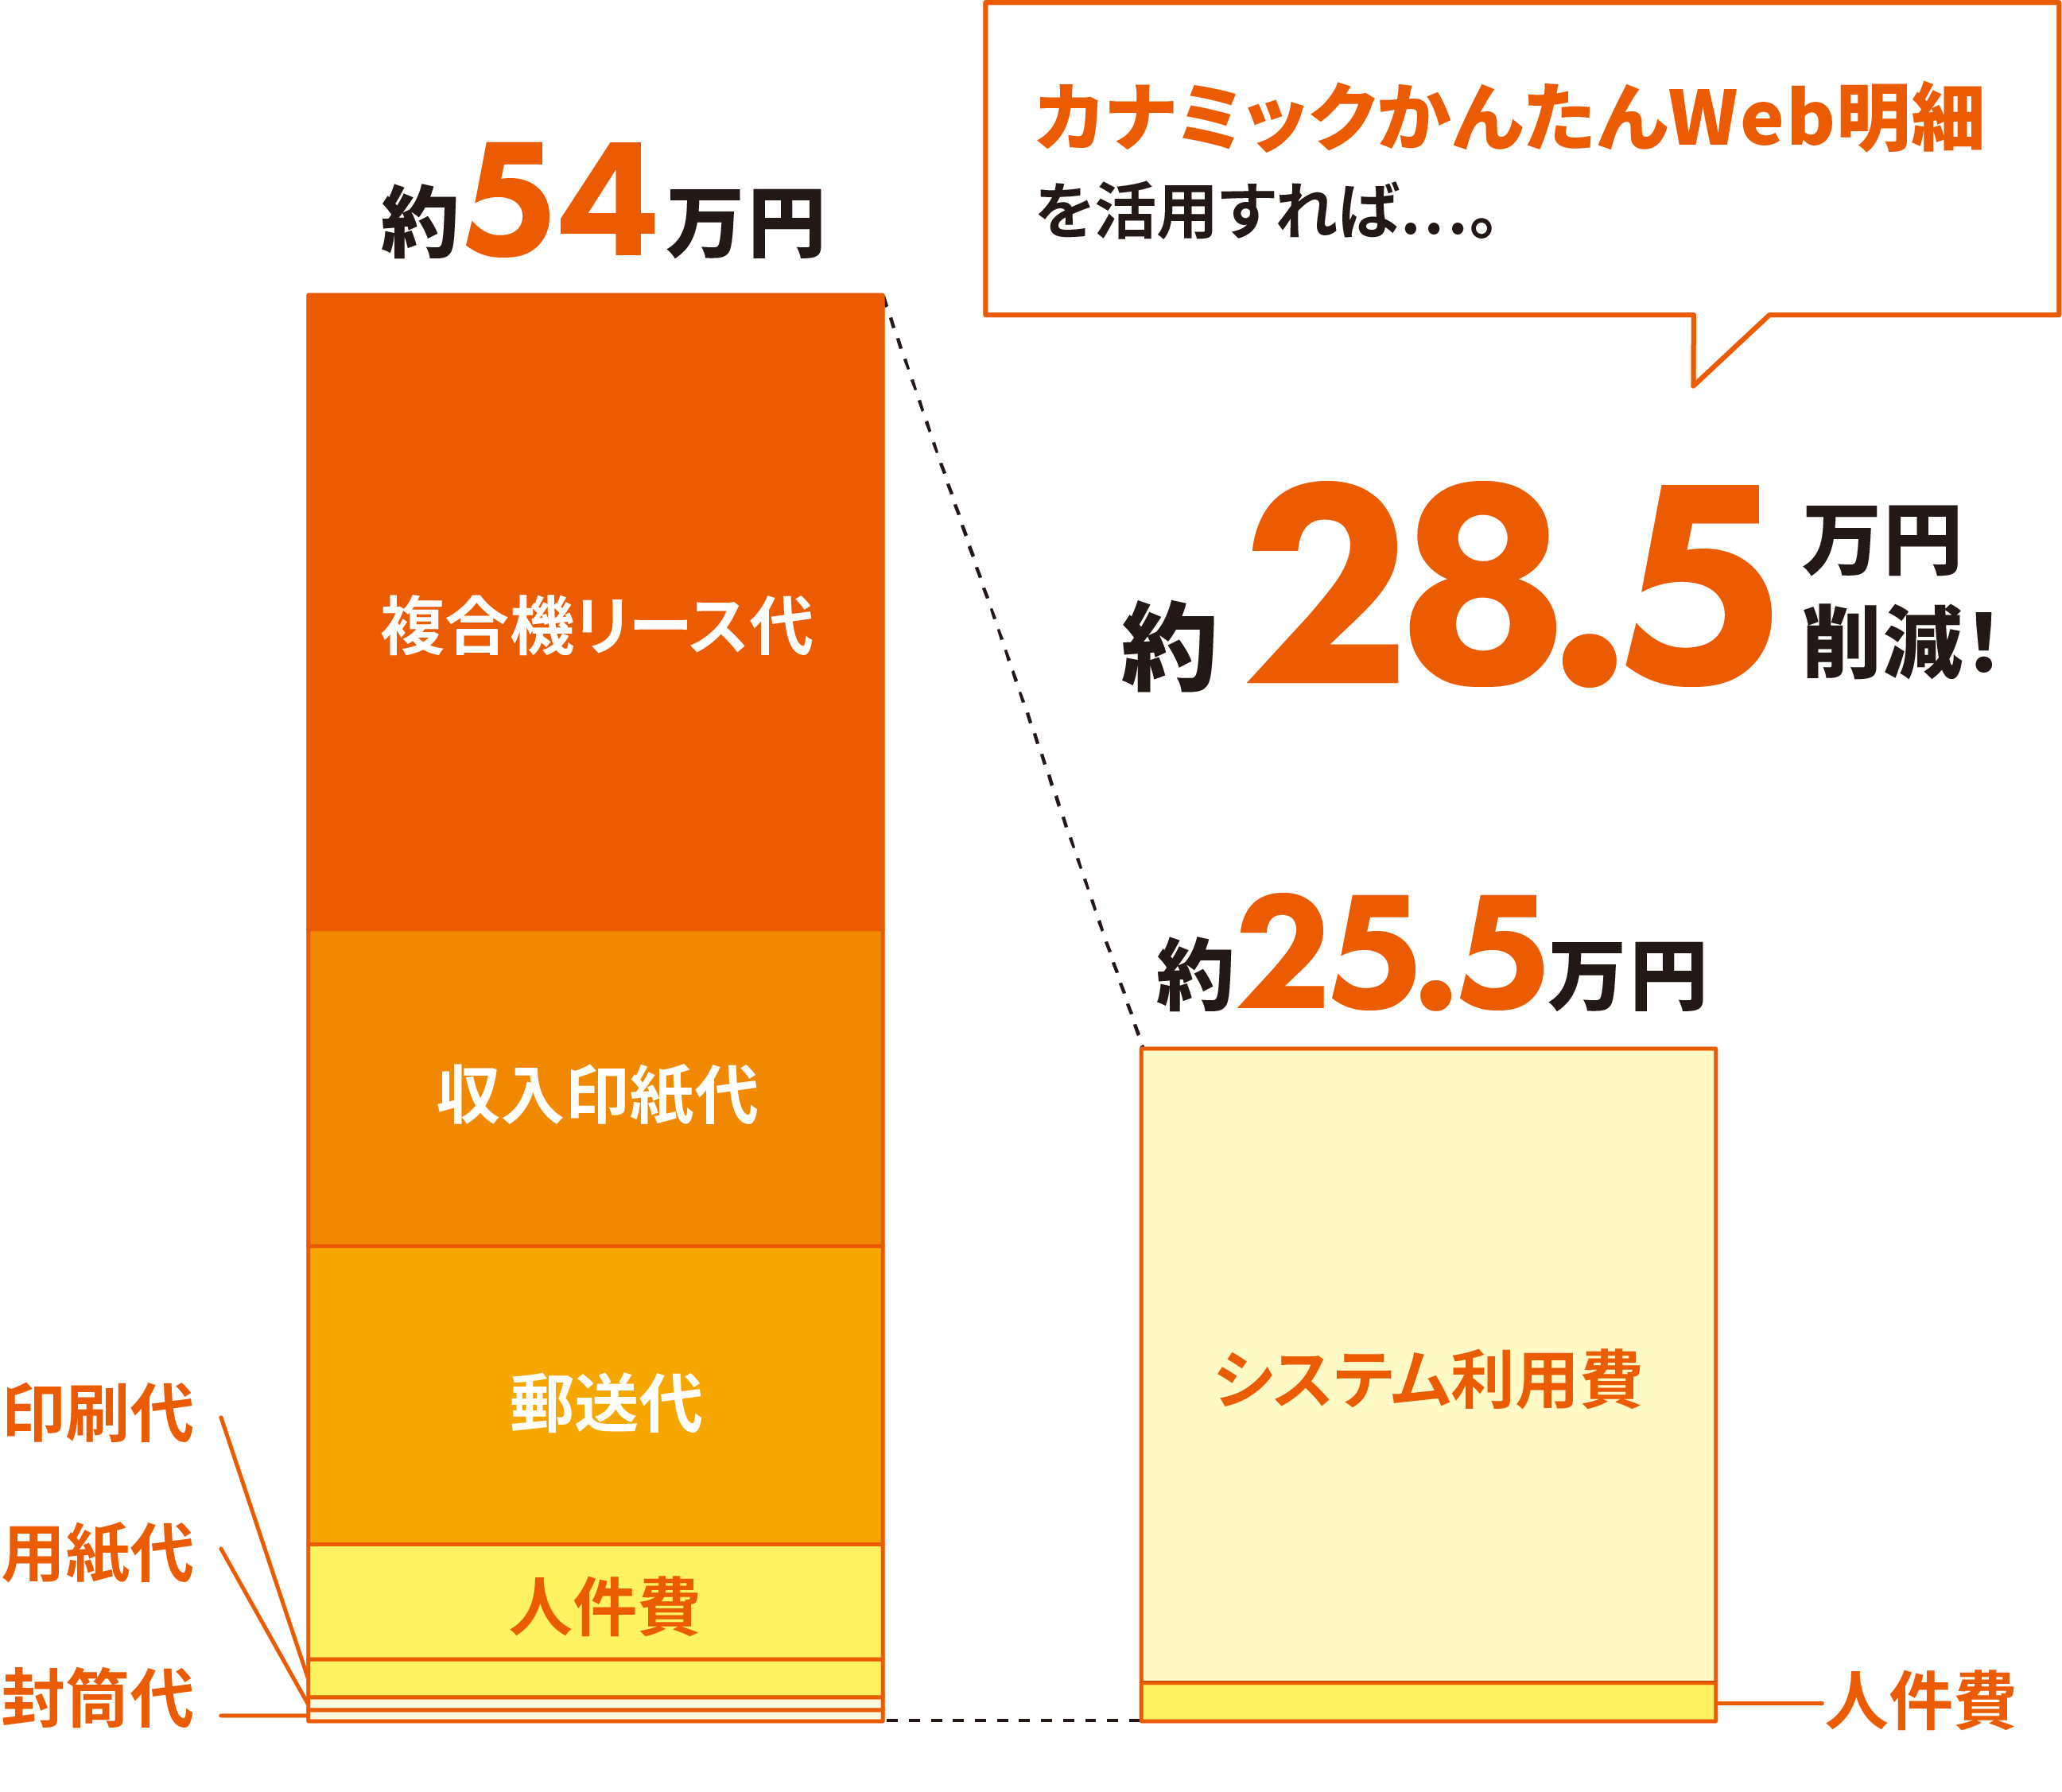 カナミックかんたんWeb明細
を活用すれば...。
約54万円
約28.5万円
削減!
約25.5万円
複合機リース代
収入印紙代
郵送代
人件費
印刷代
用紙代
封筒代
システム利用費
人件費